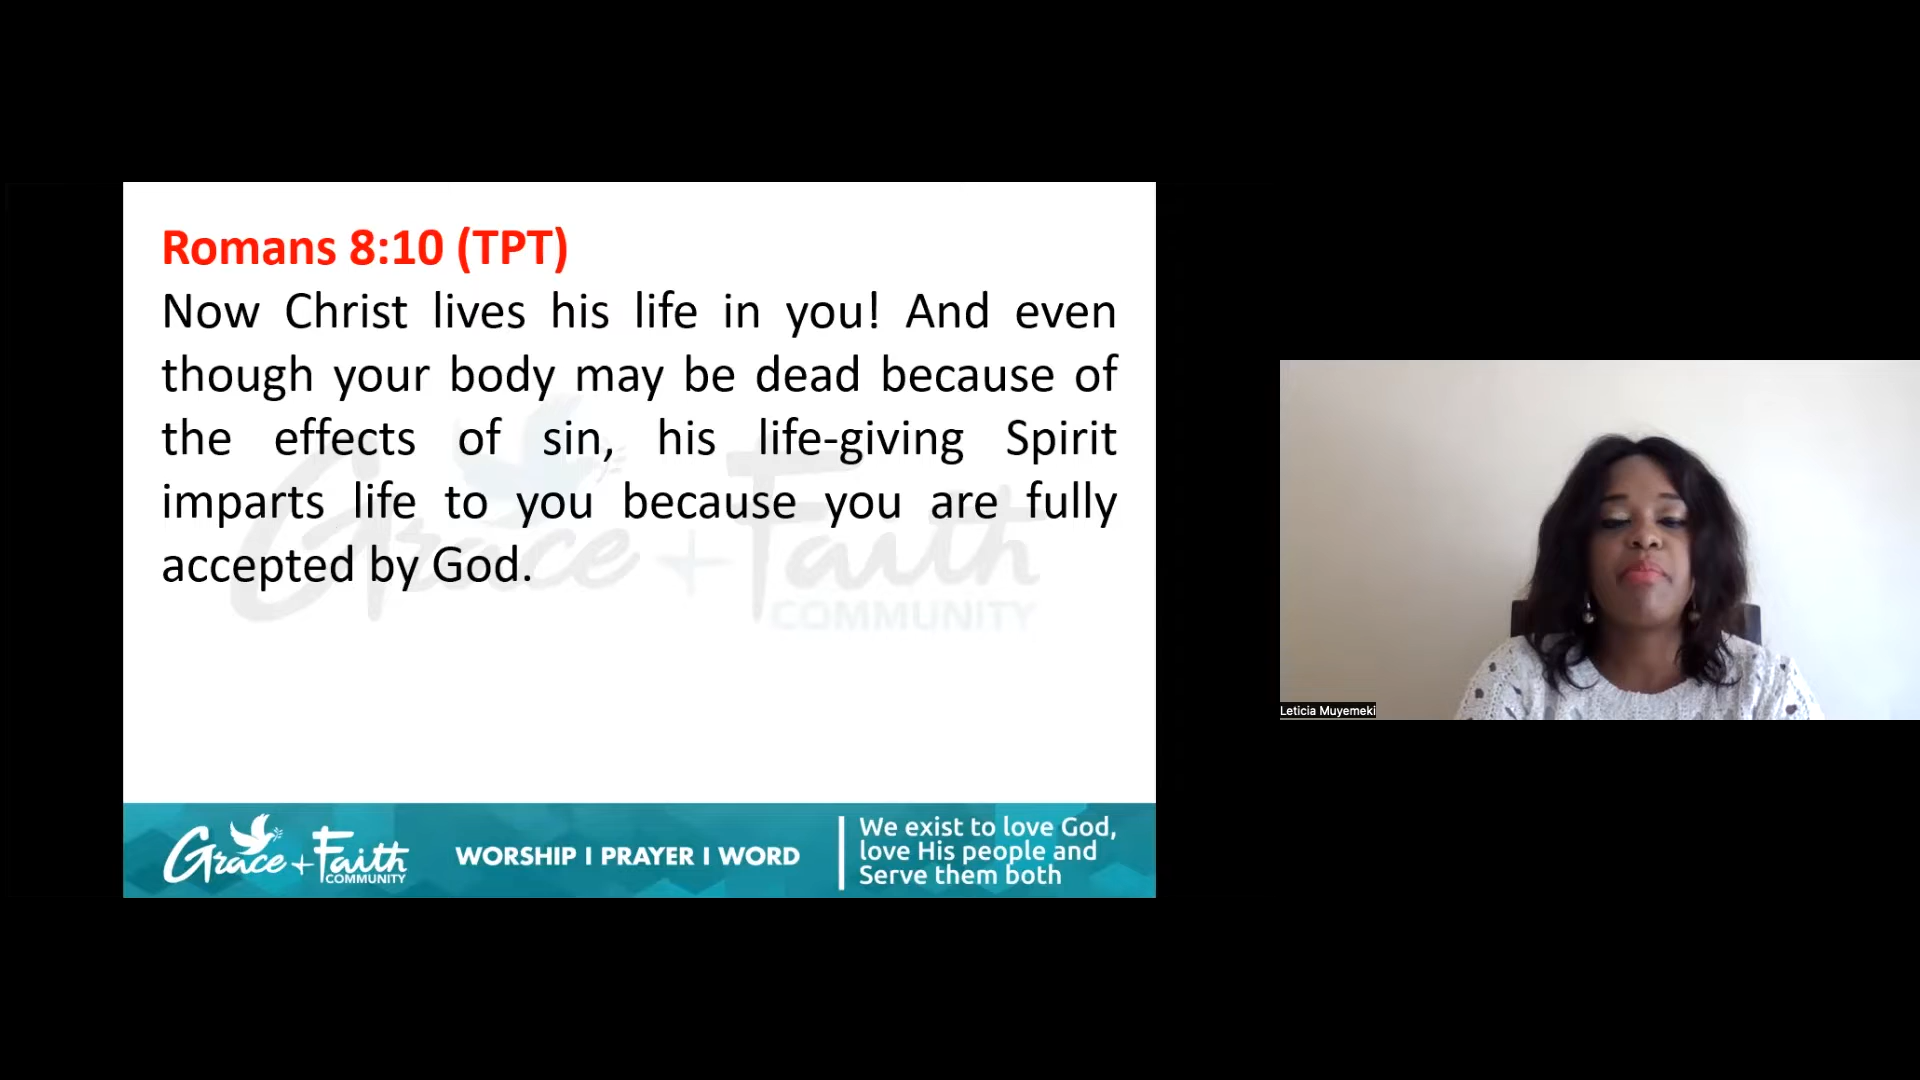 Romans 8:10 (TPT)
Now Christ lives his life in you! And even
though your body may be dead because of
the effects of sin, his life-giving Spirit
imparts life to you because you are fully
accepted by God.
Grace + Faith
COMMUNITY
Grace + Faith
COMMUNITY
WORSHIP I PRAYER I WORD
We exist to love God,
love His people and
Serve them both
Leticia Muyemeki